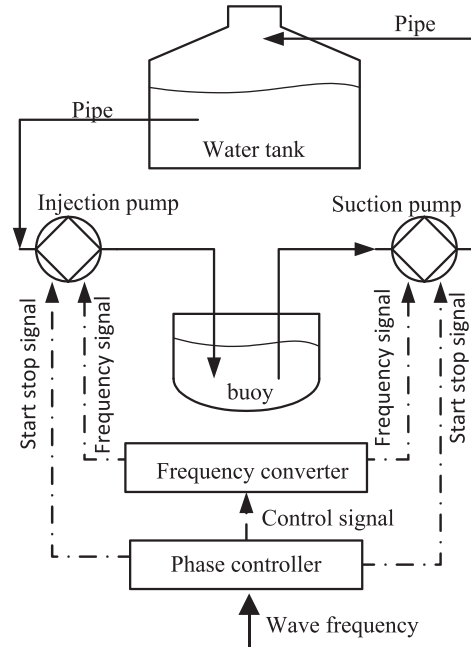 Pipe
Pipe
Water tank
Injection pump
Suction pump
Start stop signal
Frequency signal
buoy
Frequency signal
Start stop signal
Frequency converter
Control signal
Phase controller
Wave frequency